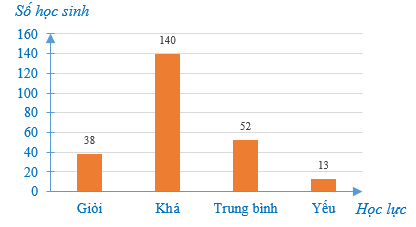 Số học sinh
160
140
120
100
80
60
40
20
0
38
140
52
13
Giỏi
Khá
Trung bình
Yếu
Học lực